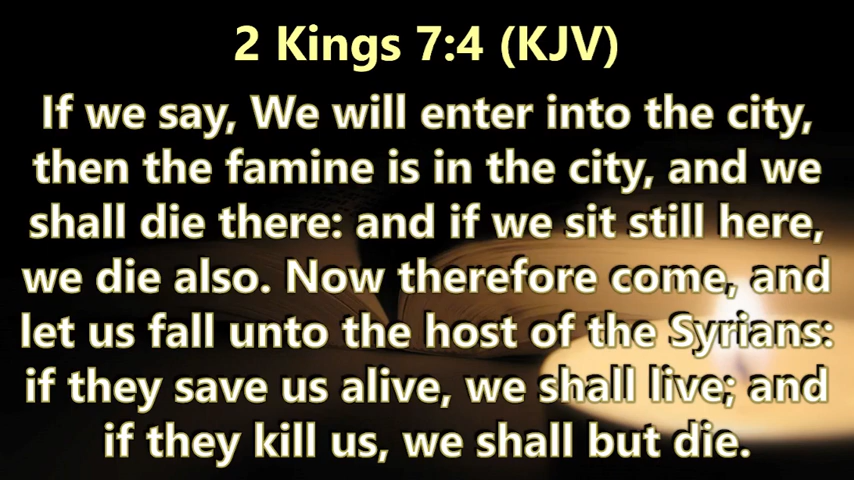 2 Kings 7:4 (KJV)
If we say, We will enter into the city,
then the famine is in the city, and we
shall die there: and if we sit still here,
we die also. Now therefore come, and
let us fall unto the host of the Syrians:
if they save us alive, we shall live; and
if they kill us, we shall but die.